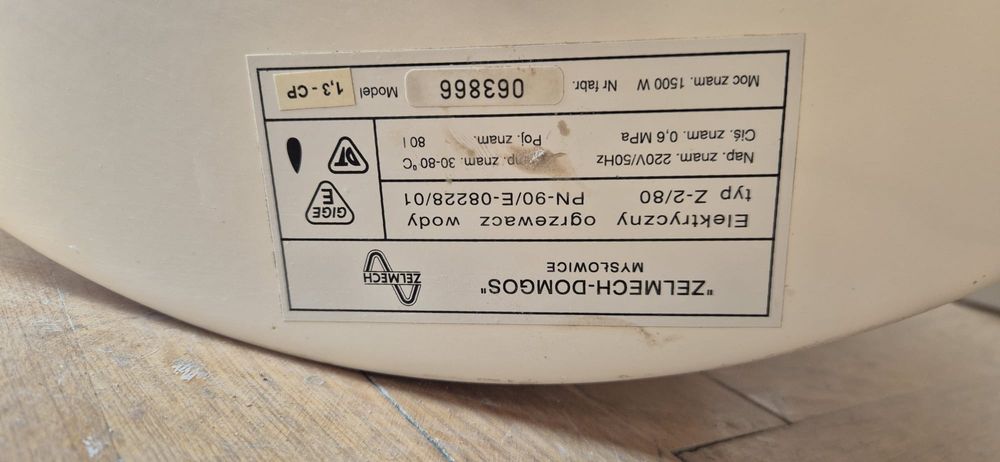 "ZELMECH-DOMGOS"
MYSŁOWICE
ZELMECH
Elektryczny ogrzewacz wody
typ Z-2/80 PN-90/E-08228/01
GIGE
E
Nap. znam. 220V/50Hz znam. 30-80°C
Ciś. znam. 0,6 MPa Poj. znam. 80 l
DT
Moc znam. 1500 W Nr fabr. 063866 Model 1,3 - CP